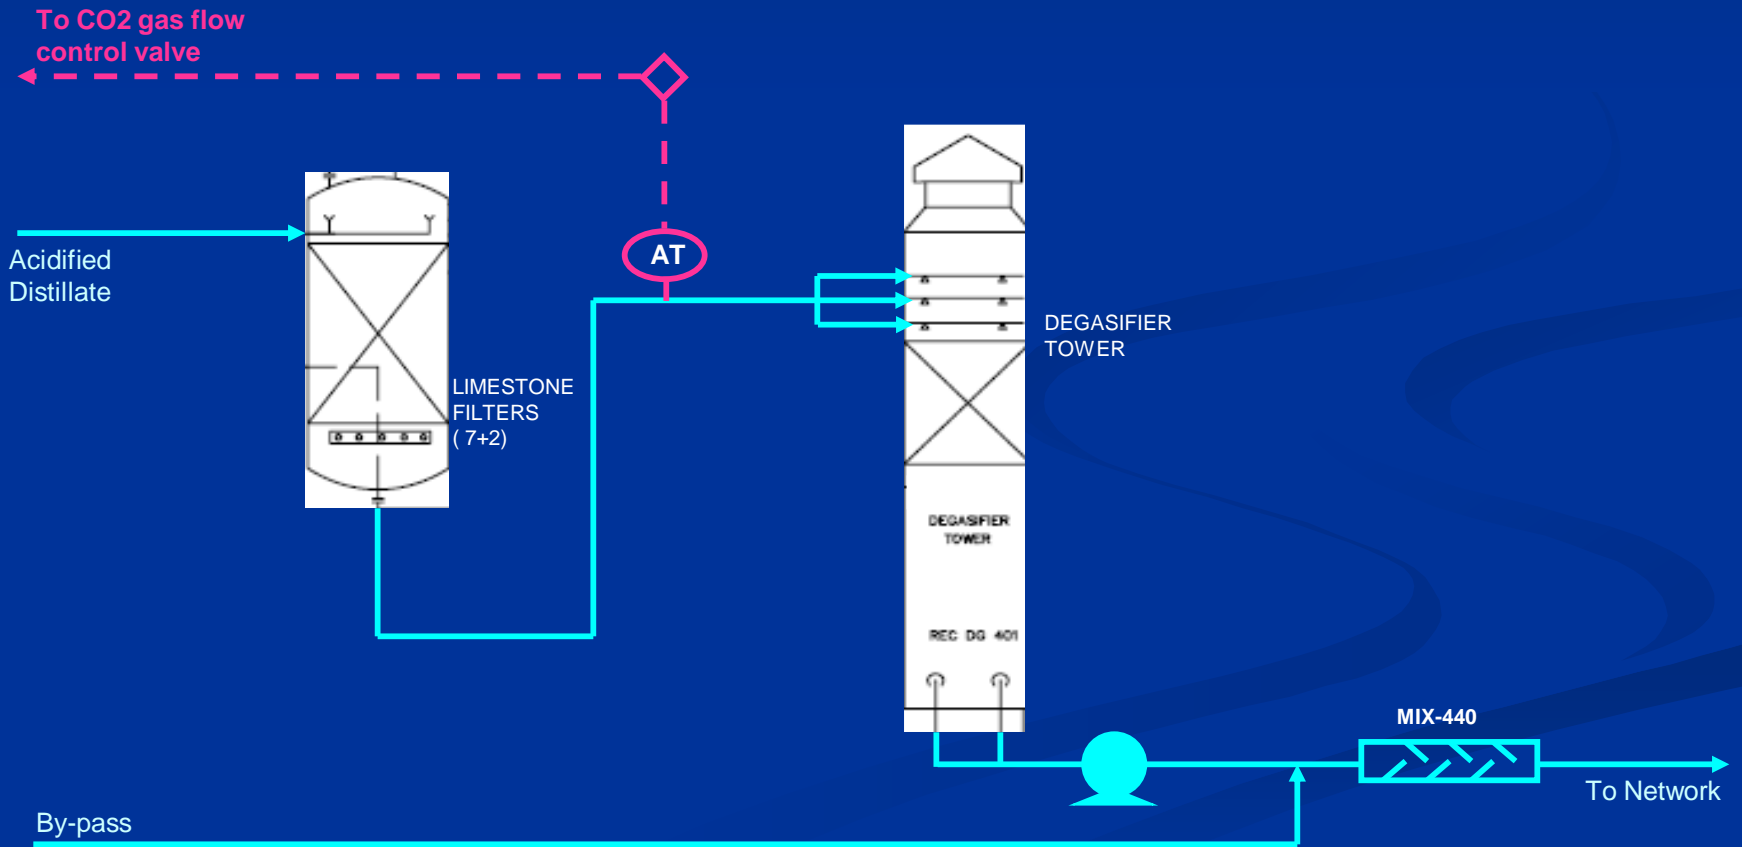 To CO2 gas flow
control valve
Acidified
Distillate
AT
LIMESTONE
FILTERS
( 7+2)
DEGASIFIER
TOWER
DEGASIFIER
TOWER
REC DG 401
MIX-440
To Network
By-pass